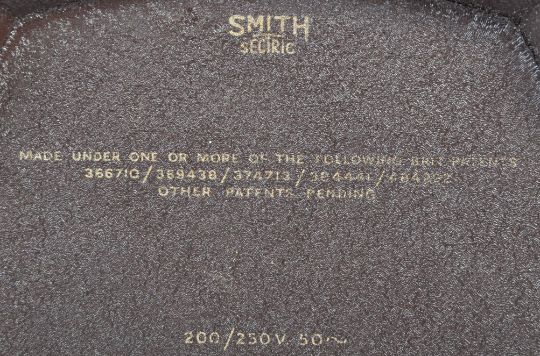 SMITH
SECTRIC
MADE UNDER ONE OR MORE OF THE FOLLOWING BRIT. PATENTS
366710/369438/374713/384441/
OTHER PATENTS PENDING
200/250V. 50~